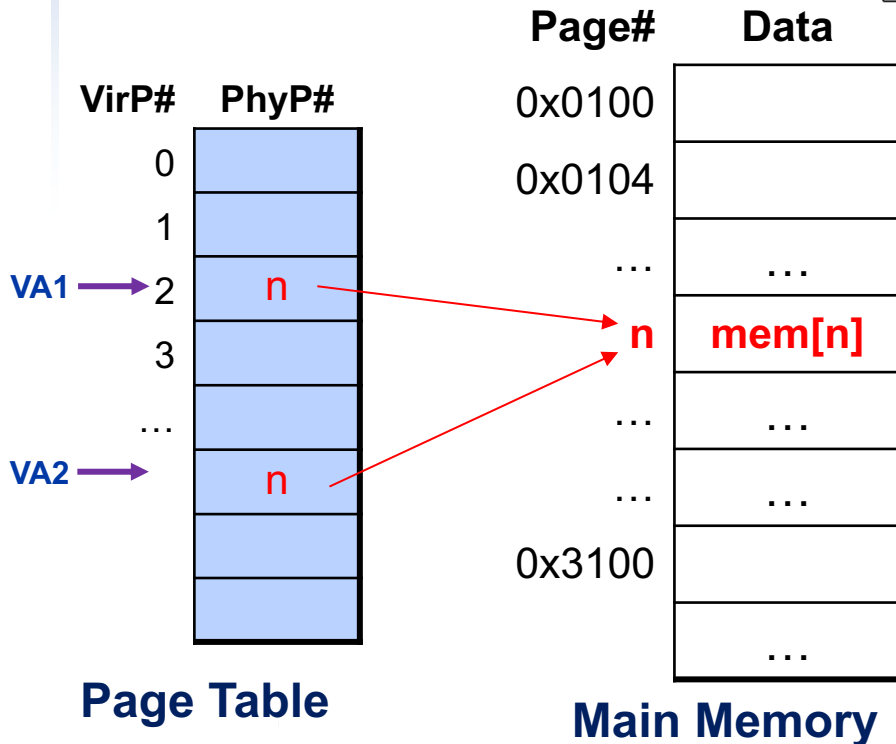 Page# Data
VirP# PhyP#
0x0100
0
0x0104
1
... ...
VA1 2 n
n mem[n]
3
... ...
...
VA2 n
... ...
0x3100
...
Page Table
Main Memory